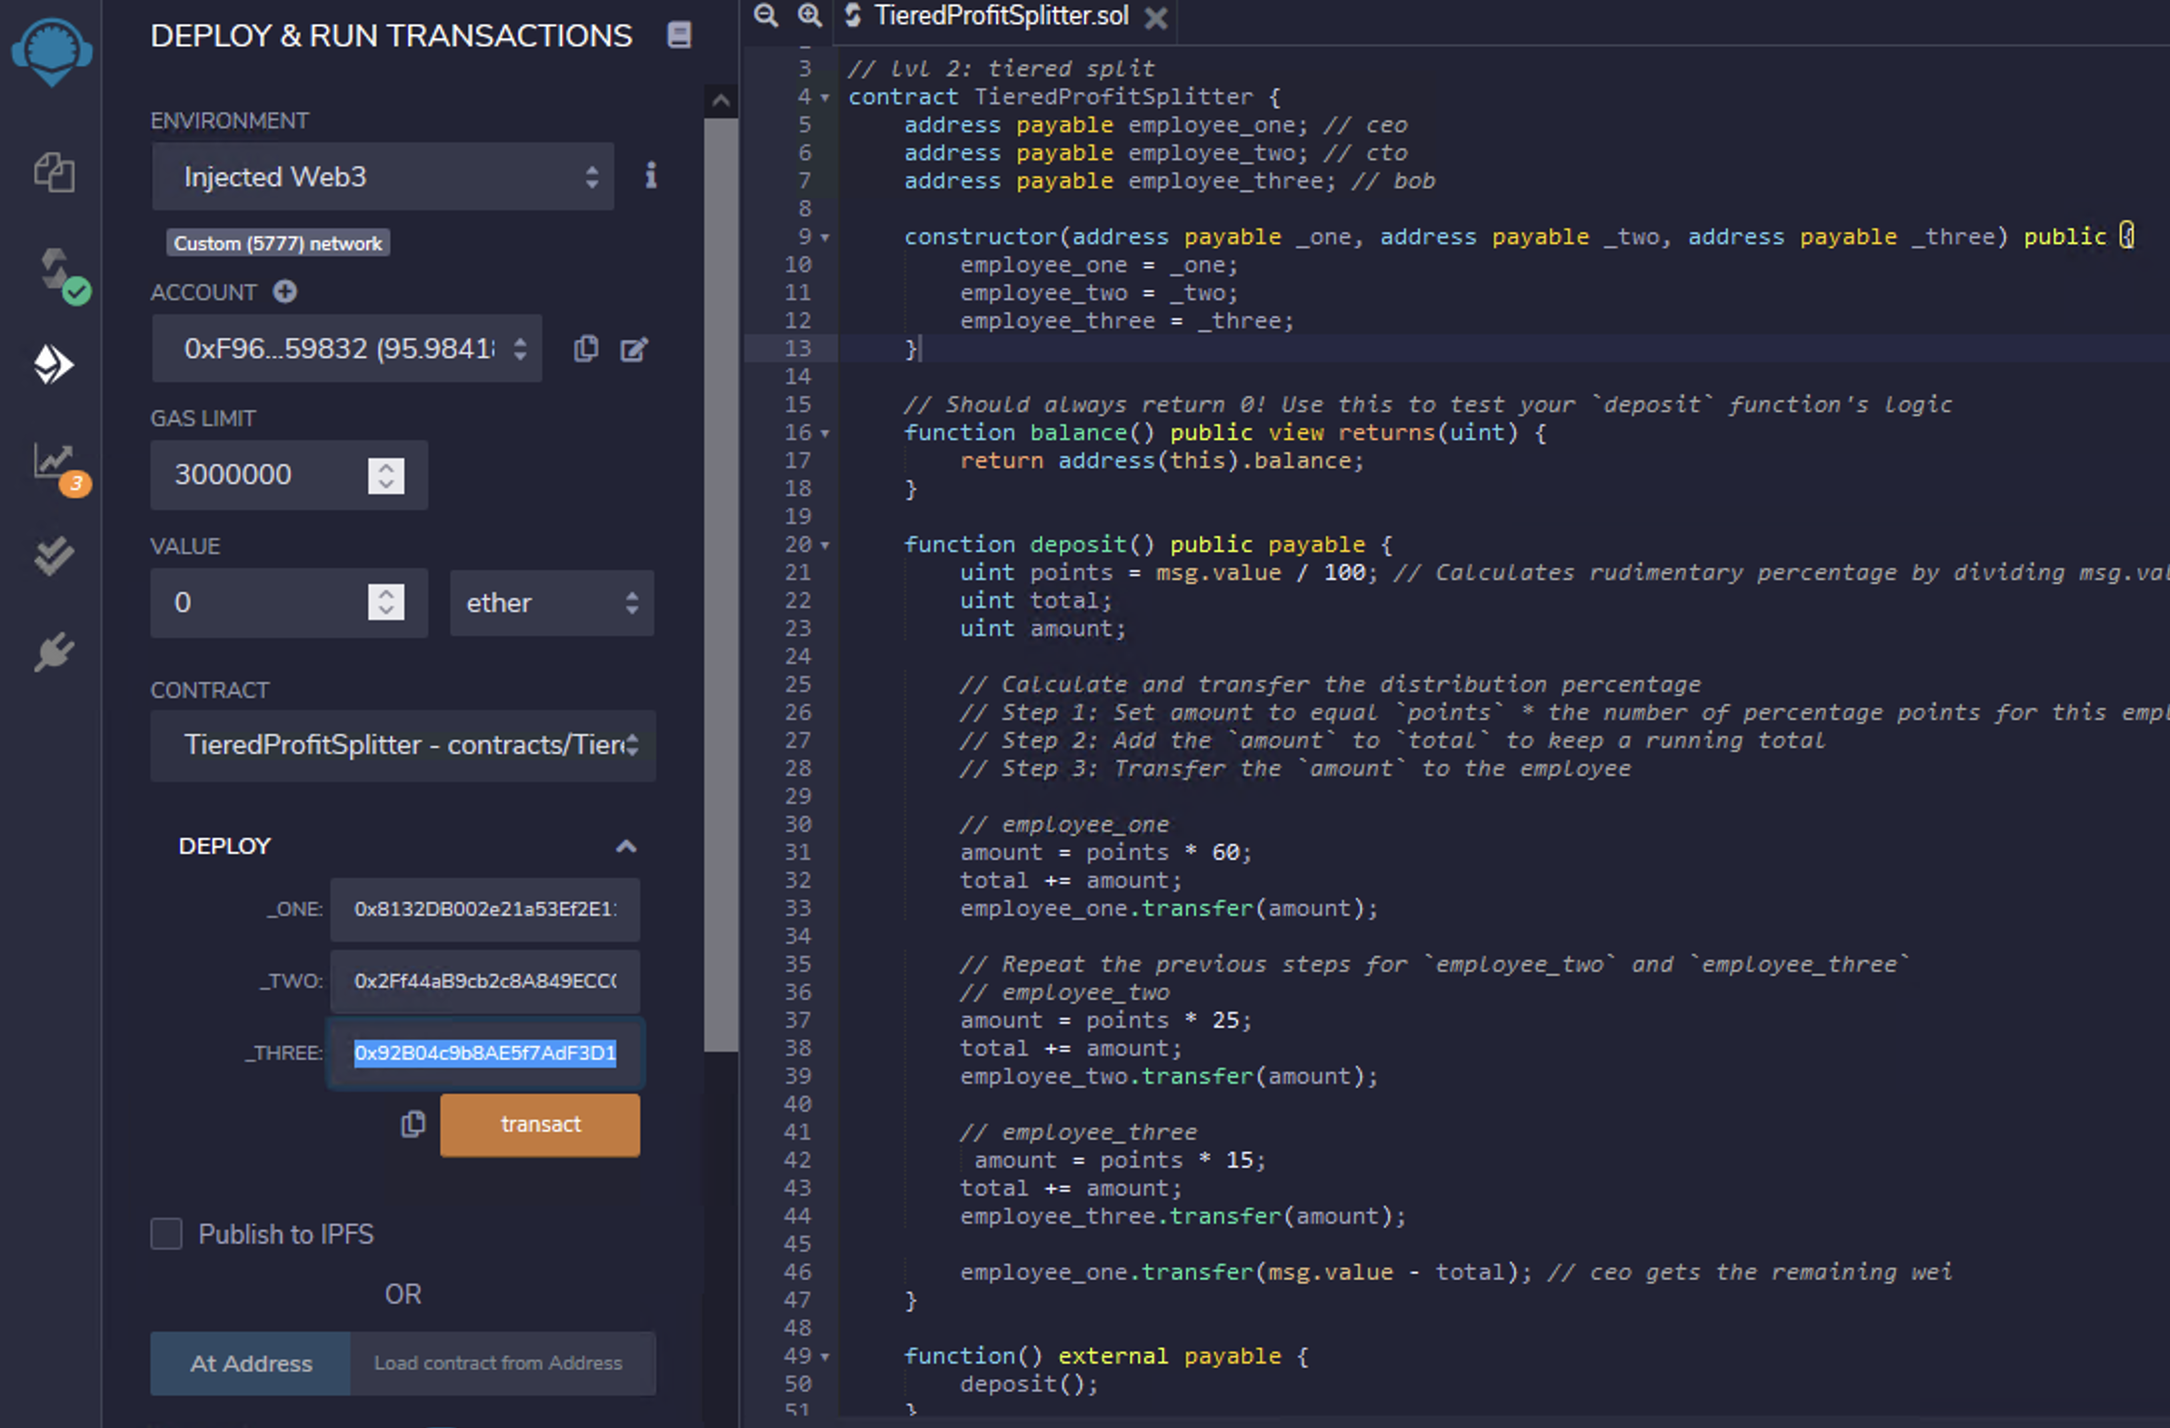 DEPLOY & RUN TRANSACTIONS
ENVIRONMENT
Injected Web3
Custom (5777) network
ACCOUNT
0xF96...59832 (95.9841
GAS LIMIT
3000000
3
VALUE
0
ether
CONTRACT
TieredProfitSplitter - contracts/Tier
DEPLOY
_ONE:
0x8132DB002e21a53Ef2E1
_TWO:
0x2Ff44aB9cb2c8A849ECC
_THREE:
0x92B04c9b8AE5f7AdF3D1
transact
Publish to IPFS
OR
At Address
Load contract from Address
TieredProfitSplitter.sol
3 // lvl 2: tiered split
4 contract TieredProfitSplitter {
5 address payable employee_one; // ceo
6 address payable employee_two; // cto
7 address payable employee_three; // bob
8
9 constructor(address payable _one, address payable _two, address payable _three) public {
10 employee_one = _one;
11 employee_two = _two;
12 employee_three = _three;
13 }
14
15 // Should always return 0! Use this to test your `deposit` function's logic
16 function balance() public view returns(uint) {
17 return address(this).balance;
18 }
19
20 function deposit() public payable {
21 uint points = msg.value / 100; // Calculates rudimentary percentage by dividing msg.val
22 uint total;
23 uint amount;
24
25 // Calculate and transfer the distribution percentage
26 // Step 1: Set amount to equal `points` * the number of percentage points for this empl
27 // Step 2: Add the `amount` to `total` to keep a running total
28 // Step 3: Transfer the `amount` to the employee
29
30 // employee_one
31 amount = points * 60;
32 total += amount;
33 employee_one.transfer(amount);
34
35 // Repeat the previous steps for `employee_two` and `employee_three`
36 // employee_two
37 amount = points * 25;
38 total += amount;
39 employee_two.transfer(amount);
40
41 // employee_three
42 amount = points * 15;
43 total += amount;
44 employee_three.transfer(amount);
45
46 employee_one.transfer(msg.value - total); // ceo gets the remaining wei
47 }
48
49 function() external payable {
50 deposit();
51 }